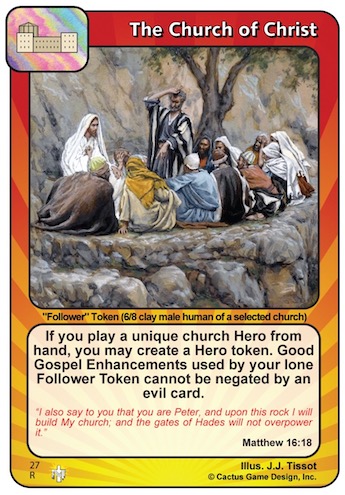 The Church of Christ
"Follower" Token (6/8 clay male human of a selected church)
If you play a unique church Hero from
hand, you may create a Hero token. Good
Gospel Enhancements used by your lone
Follower Token cannot be negated by an
evil card.
"I also say to you that you are Peter, and upon this rock I will
build My church; and the gates of Hades will not overpower
it."
Matthew 16:18
27
R
Illus. J.J. Tissot
© Cactus Game Design, Inc.